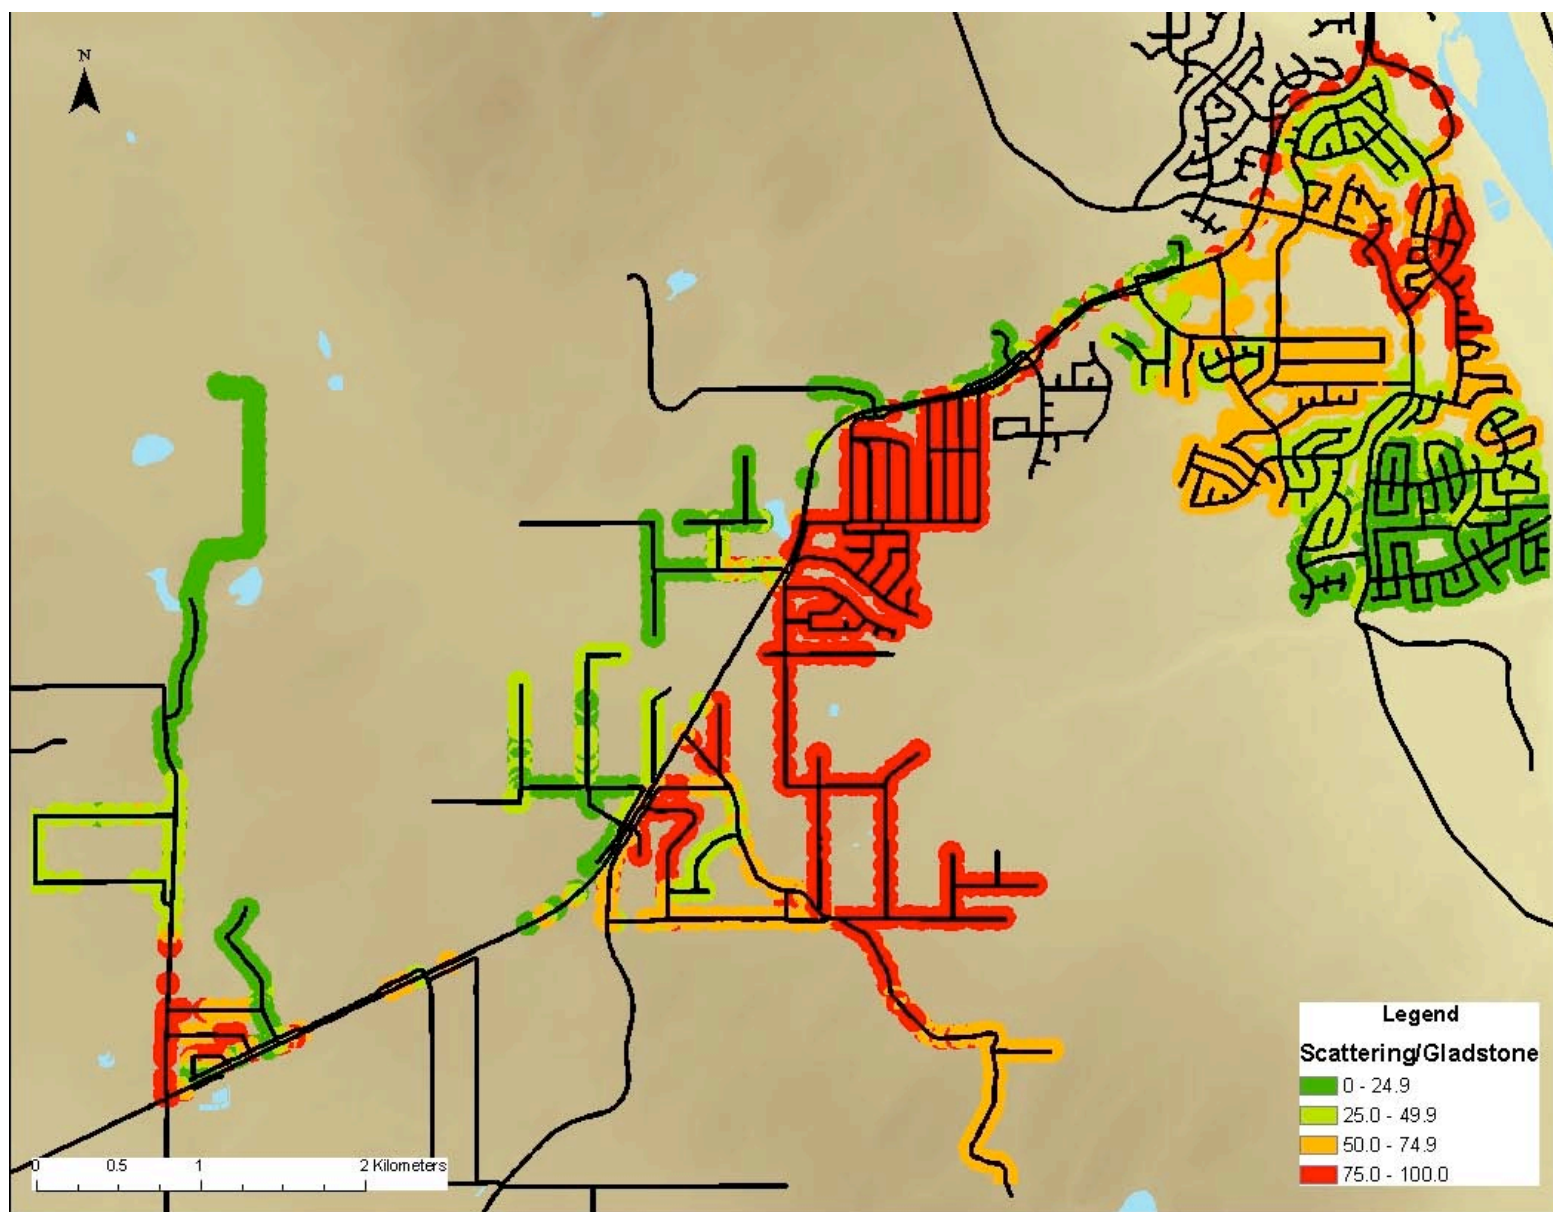 N
Legend
Scattering/Gladstone
0 - 24.9
25.0 - 49.9
50.0 - 74.9
75.0 - 100.0
0 0.5 1 2 Kilometers